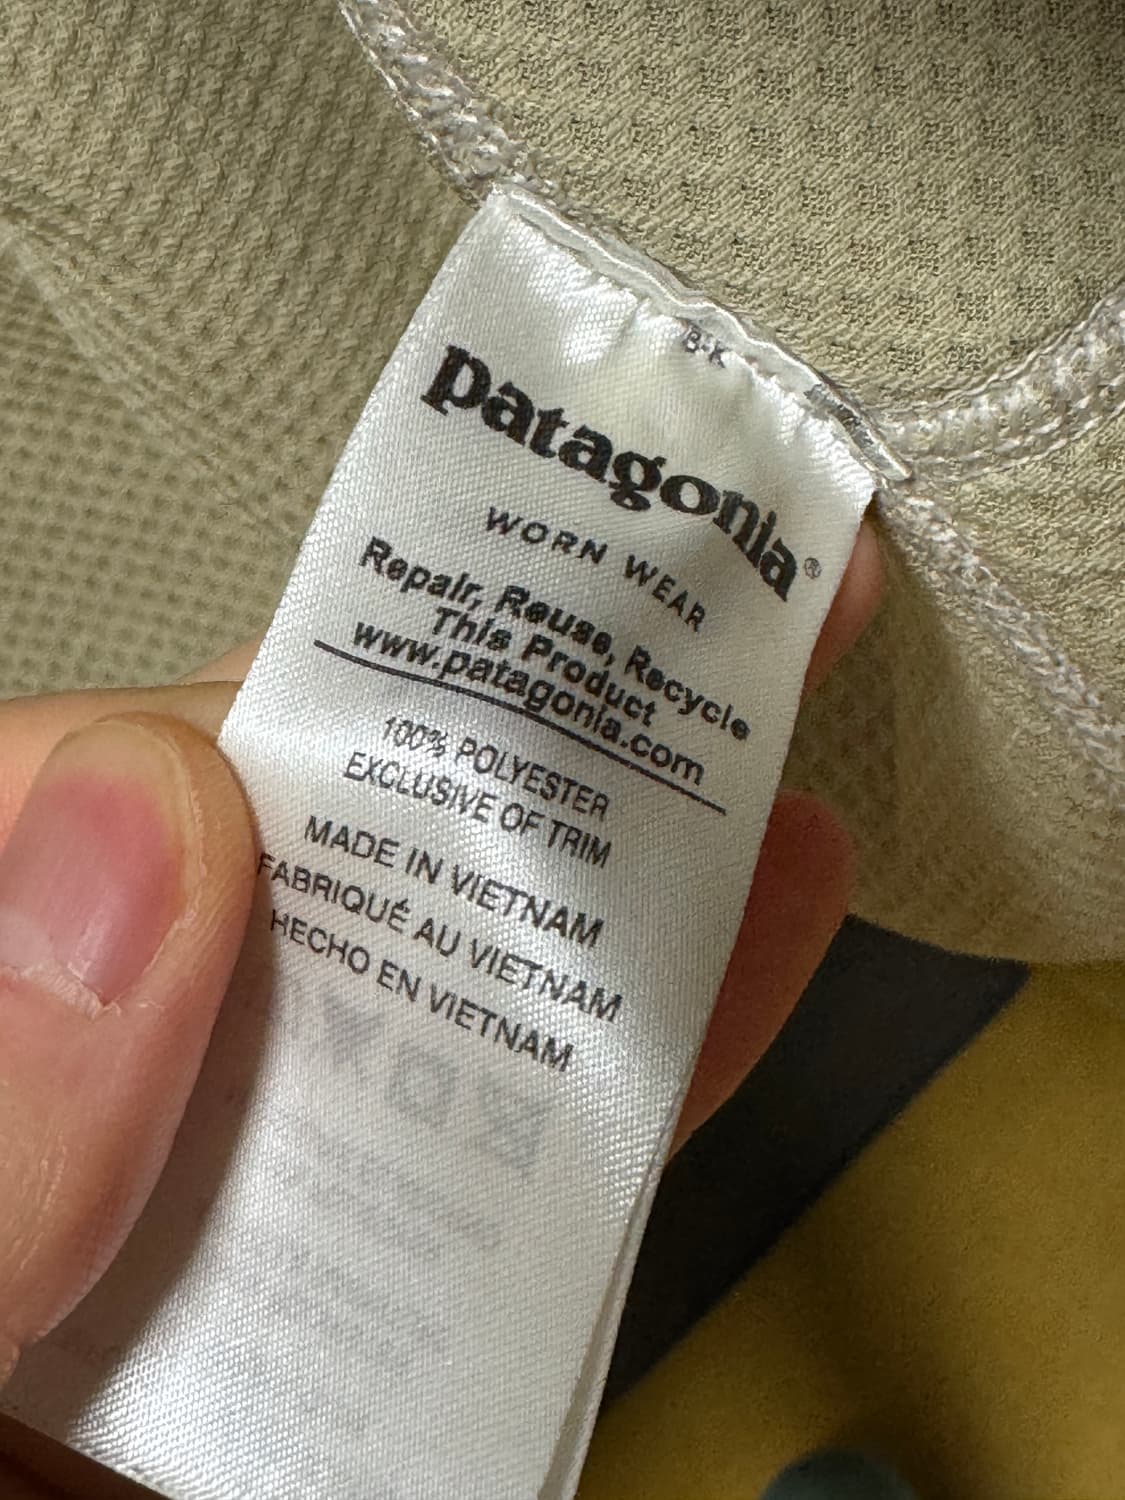 B-K
patagonia®
WORN WEAR
Repair, Reuse, Recycle
This Product
www.patagonia.com
100% POLYESTER
EXCLUSIVE OF TRIM
MADE IN VIETNAM
FABRIQUÉ AU VIETNAM
HECHO EN VIETNAM